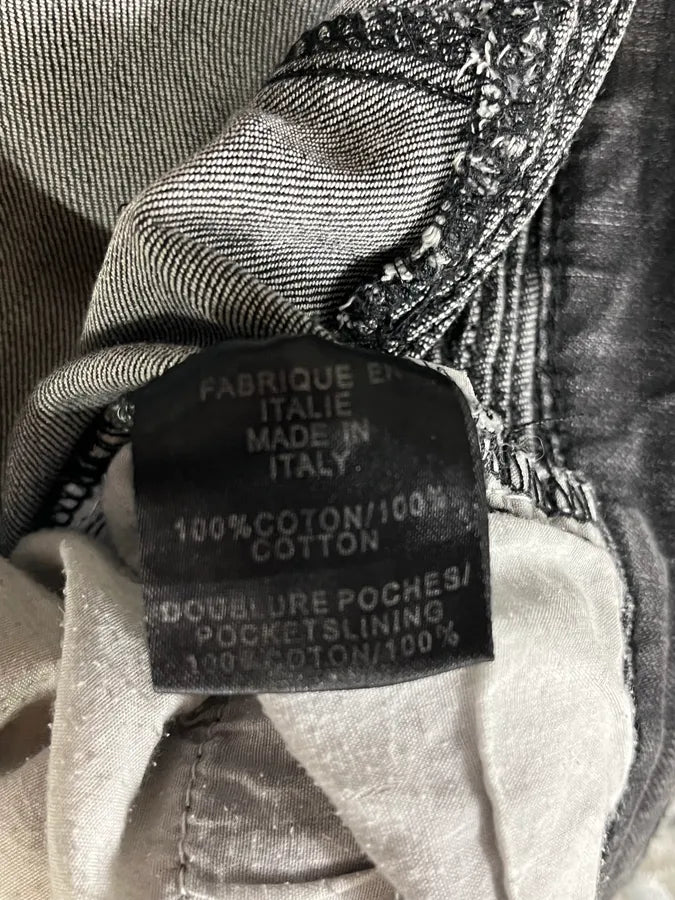 FABRIQUE EN
ITALIE
MADE IN
ITALY
100%COTON/100%
COTTON
DOUBLURE POCHES/
POCKETSLINING
100%COTON/100%